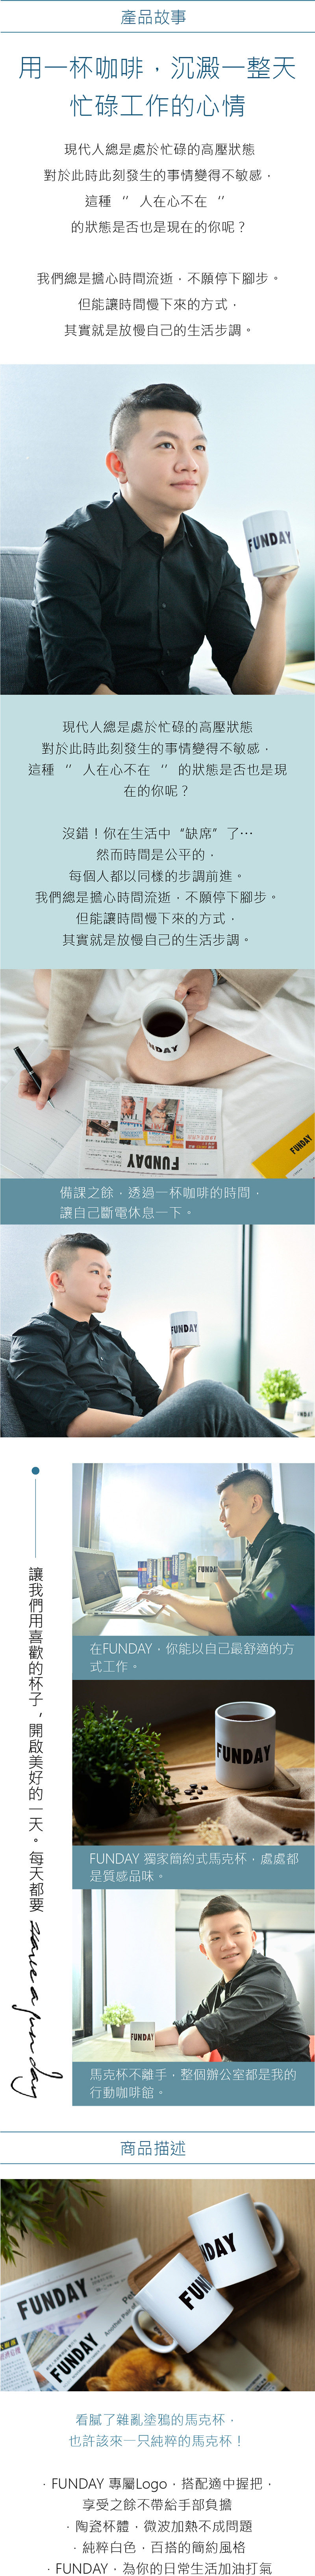 產品故事
用一杯咖啡，沉澱一整天
忙碌工作的心情
現代人總是處於忙碌的高壓狀態
對於此時此刻發生的事情變得不敏感，
這種 “ 人在心不在 “
的狀態是否也是現在的你呢？
我們總是擔心時間流逝，不願停下腳步。
但能讓時間慢下來的方式，
其實就是放慢自己的生活步調。
FUNDAY
現代人總是處於忙碌的高壓狀態
對於此時此刻發生的事情變得不敏感，
這種 “ 人在心不在 “ 的狀態是否也是現
在的你呢？
沒錯！你在生活中“缺席”了…
然而時間是公平的，
每個人都以同樣的步調前進。
我們總是擔心時間流逝，不願停下腳步。
但能讓時間慢下來的方式，
其實就是放慢自己的生活步調。
NDAY
FUNDAY
FUNDAY
備課之餘，透過一杯咖啡的時間，
讓自己斷電休息一下。
FUNDAY
讓我們用喜歡的杯子，開啟美好的一天。每天都要
Have a funday
FUNDAY
在FUNDAY，你能以自己最舒適的方
式工作。
FUNDAY
FUNDAY 獨家簡約式馬克杯，處處都
是質感品味。
FUNDAY
馬克杯不離手，整個辦公室都是我的
行動咖啡館。
商品描述
NDAY
FUN
FUNDAY
FUNDAY
看膩了雜亂塗鴉的馬克杯，
也許該來一只純粹的馬克杯！
．FUNDAY 專屬Logo，搭配適中握把，
享受之餘不帶給手部負擔
．陶瓷杯體，微波加熱不成問題
．純粹白色，百搭的簡約風格
．FUNDAY，為你的日常生活加油打氣